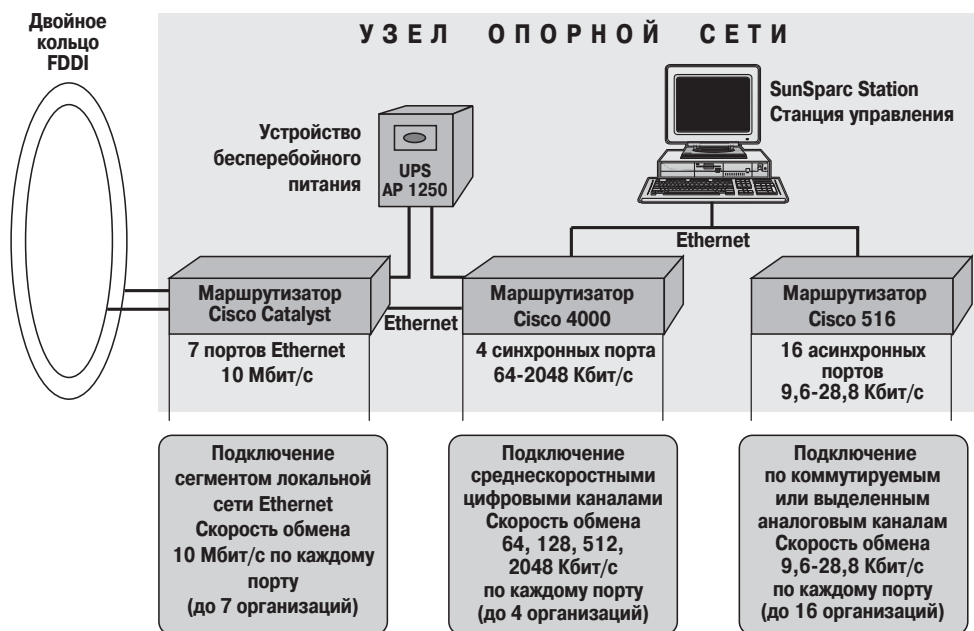 Двойное
кольцо
FDDI
УЗЕЛ ОПОРНОЙ СЕТИ
SunSparc Station
Станция управления
Устройство
бесперебойного
питания
UPS
AP 1250
Ethernet
Маршрутизатор
Cisco Catalyst
Ethernet
Маршрутизатор
Cisco 4000
Маршрутизатор
Cisco 516
7 портов Ethernet
10 Мбит/с
4 синхронных порта
64-2048 Кбит/с
16 асинхронных
портов
9,6-28,8 Кбит/с
Подключение
сегментом локальной
сети Ethernet
Скорость обмена
10 Мбит/с по каждому
порту
(до 7 организаций)
Подключение
среднескоростными
цифровыми каналами
Скорость обмена
64, 128, 512,
2048 Кбит/с
по каждому порту
(до 4 организаций)
Подключение
по коммутируемым
или выделенным
аналоговым каналам
Скорость обмена
9,6-28,8 Кбит/с
по каждому порту
(до 16 организаций)